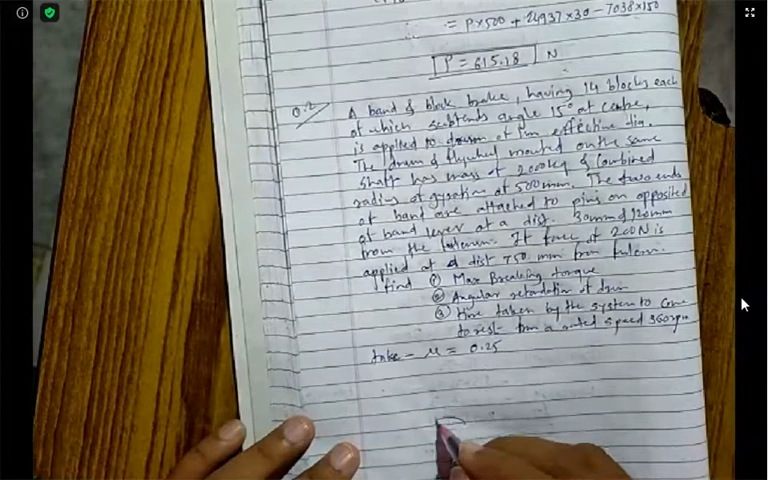 = P×500 + 24937×30 – 7038×150
P = 615.18 N
Q.2 A band & block brake, having 14 blocks each
of which subtends angle 15° at centre,
is applied to drum of 1m effective dia.
The drum & flywheel mounted on the same
shaft has mass of 2000kg & Combined
radius of gyration of 500mm. The two ends
of band are attached to pins on opposited
of band lever at a dist. 30mm & 120mm
from the fulcrum. If force of 200N is
applied at a dist 750 mm from fulcrum.
find ① Max Breaking torque
② Angular retardation of drum
③ time taken by the system to come
to rest from a rated speed 360rpm
take – μ = 0.25